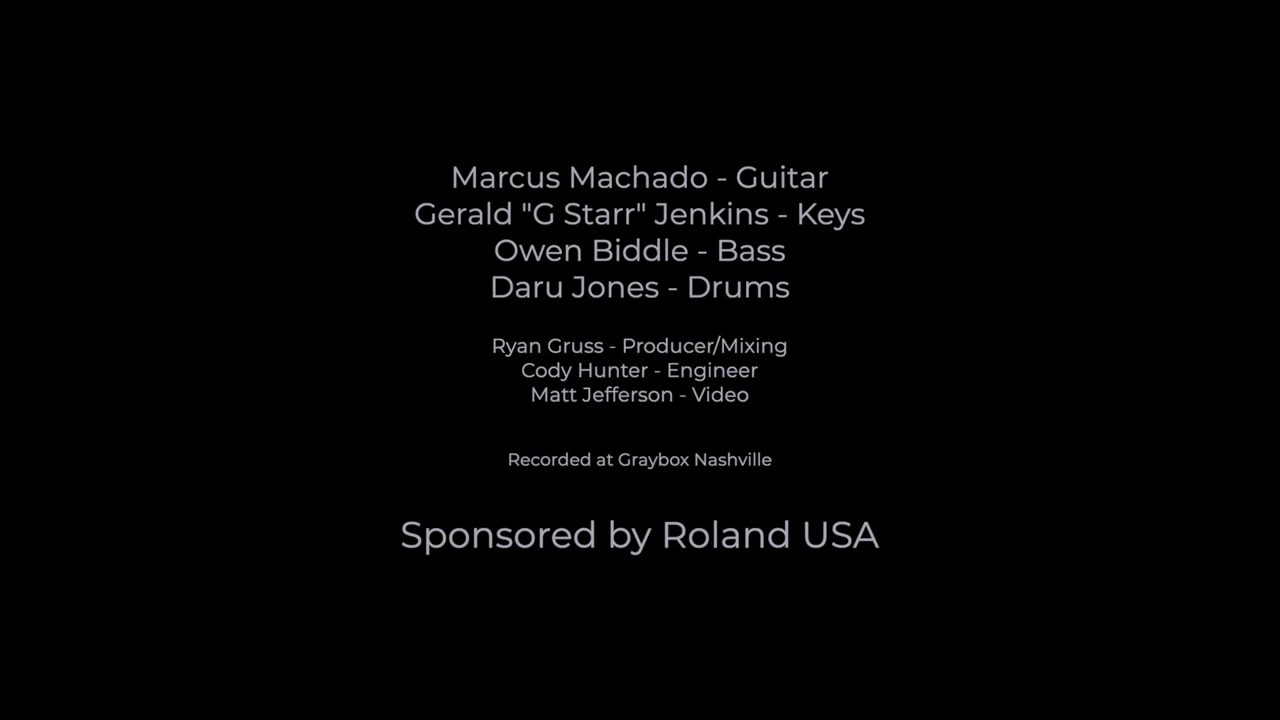 Marcus Machado - Guitar
Gerald "G Starr" Jenkins - Keys
Owen Biddle - Bass
Daru Jones - Drums
Ryan Gruss - Producer/Mixing
Cody Hunter - Engineer
Matt Jefferson - Video
Recorded at Graybox Nashville
Sponsored by Roland USA